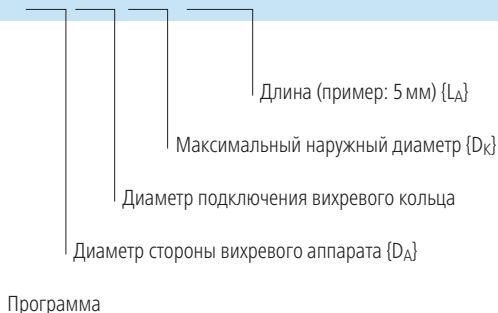 Длина (пример: 5 мм) {LA}
Максимальный наружный диаметр {DK}
Диаметр подключения вихревого кольца
Диаметр стороны вихревого аппарата {DA}
Программа